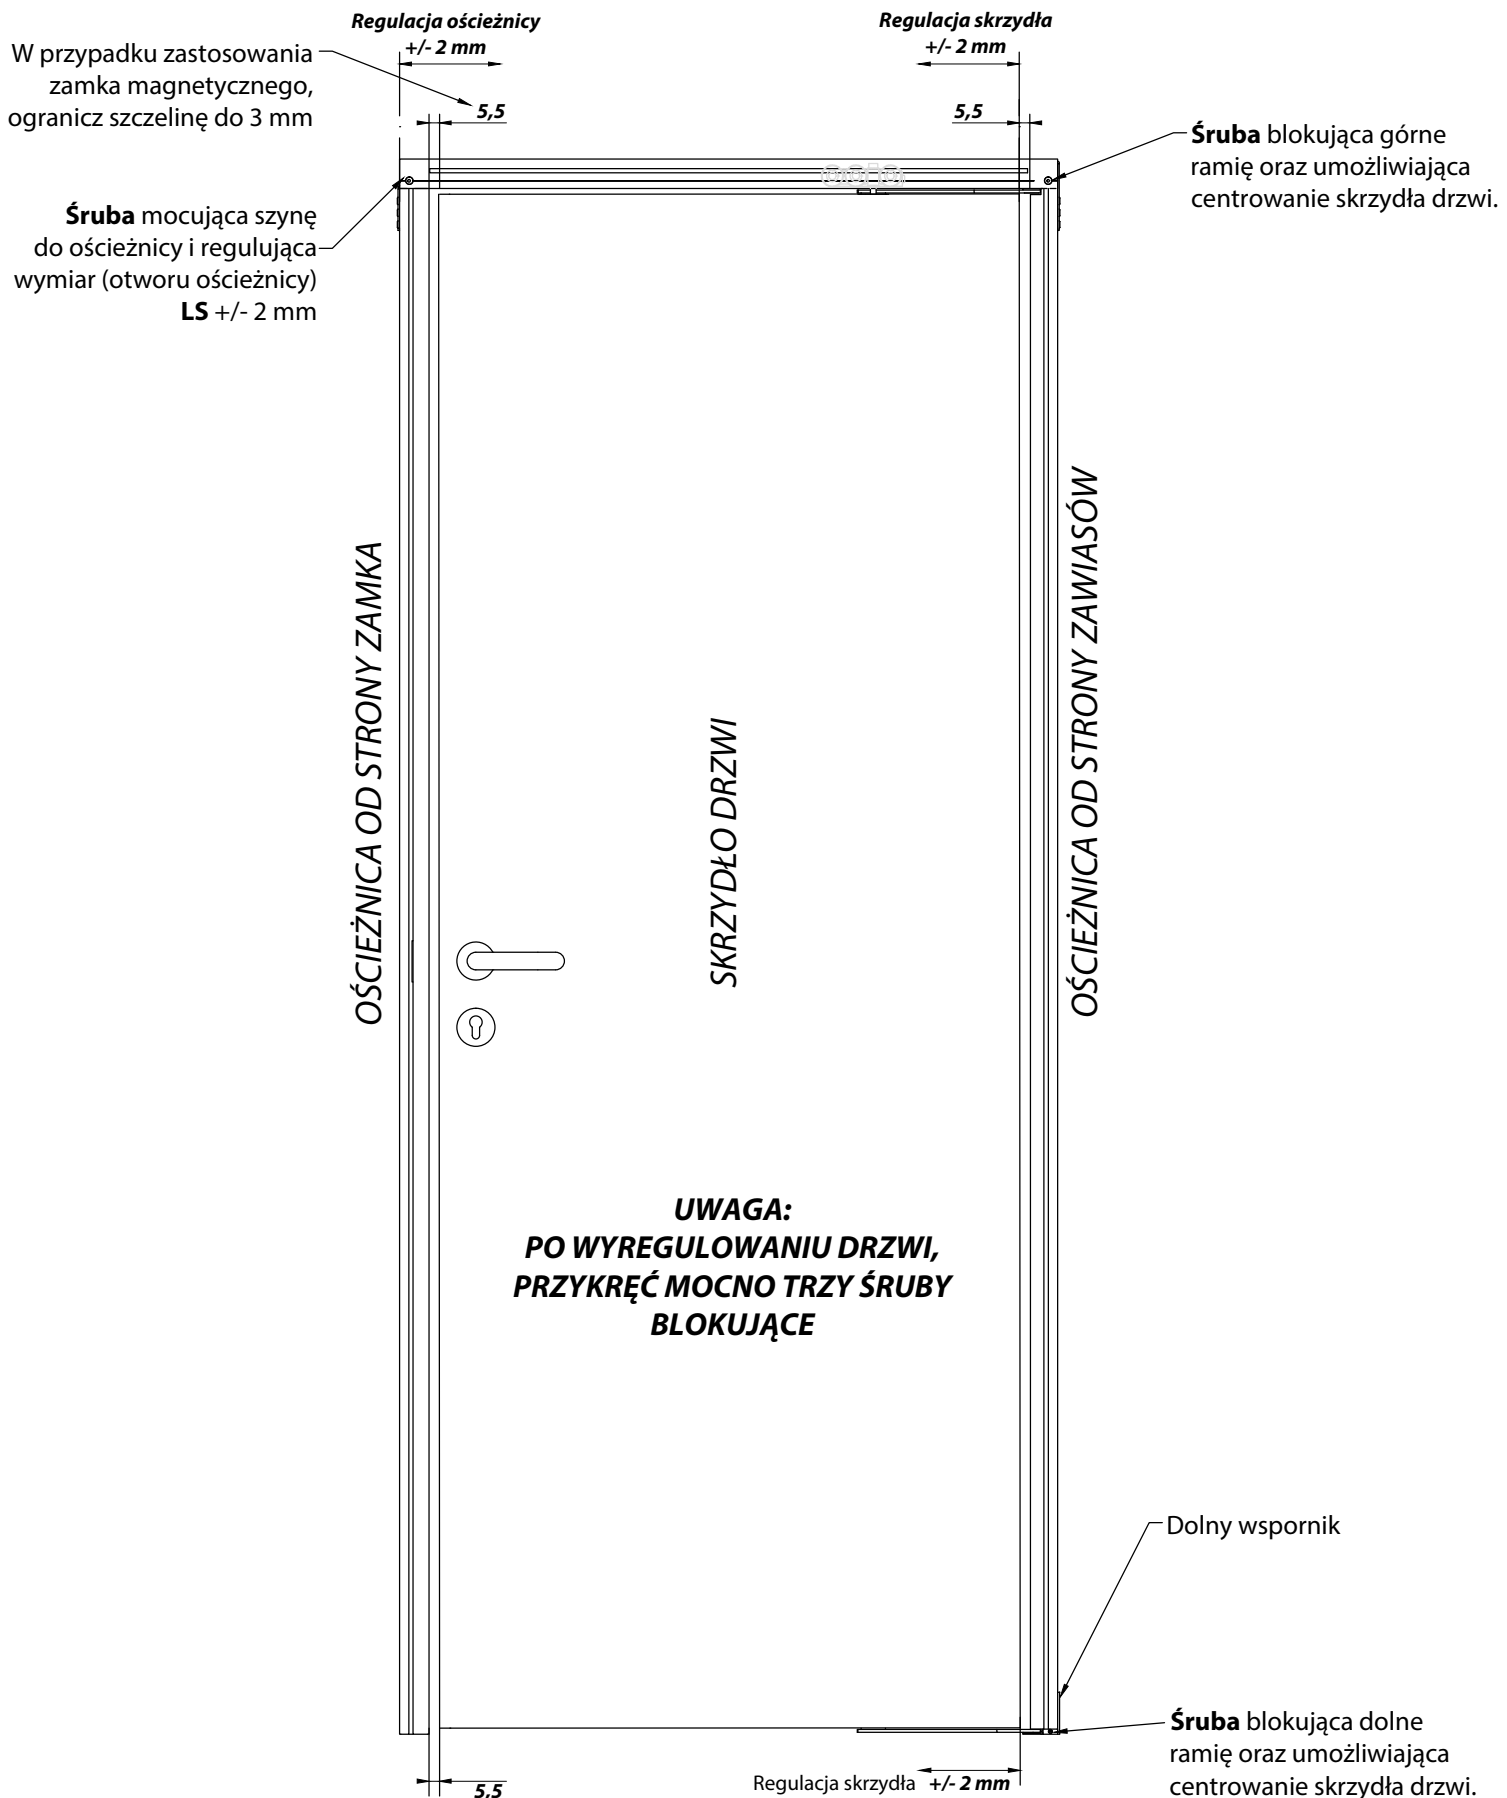 Regulacja ościeżnicy
+/- 2 mm
Regulacja skrzydła
+/- 2 mm
W przypadku zastosowania
zamka magnetycznego,
ogranicz szczelinę do 3 mm
5,5
5,5
Śruba blokująca górne
ramię oraz umożliwiająca
centrowanie skrzydła drzwi.
Śruba mocująca szynę
do ościeżnicy i regulująca
wymiar (otworu ościeżnicy)
LS +/- 2 mm
OŚCIEŻNICA OD STRONY ZAMKA
SKRZYDŁO DRZWI
OŚCIEŻNICA OD STRONY ZAWIASÓW
UWAGA:
PO WYREGULOWANIU DRZWI,
PRZYKRĘĆ MOCNO TRZY ŚRUBY
BLOKUJĄCE
Dolny wspornik
Śruba blokująca dolne
ramię oraz umożliwiająca
centrowanie skrzydła drzwi.
5,5
Regulacja skrzydła +/- 2 mm